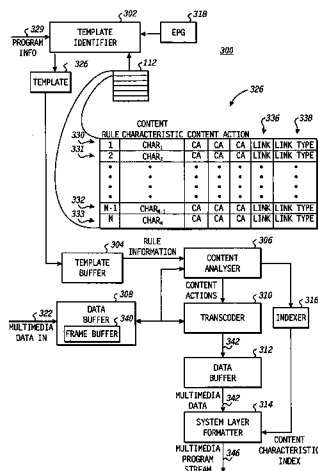 302
318
329
PROGRAM
INFO
TEMPLATE
IDENTIFIER
EPG
300
326
TEMPLATE
112
326
336
338
CONTENT
RULE CHARACTERISTIC CONTENT ACTION
330
1 CHAR1 CA CA CA LINK LINK TYPE
331
2 CHAR2 CA CA CA LINK LINK TYPE
332
N-1 CHARN-1 CA CA CA LINK LINK TYPE
333
N CHARN CA CA CA LINK LINK TYPE
304
RULE
INFORMATION
306
TEMPLATE
BUFFER
CONTENT
ANALYSER
308
CONTENT
ACTIONS
310
316
322
MULTIMEDIA
DATA IN
DATA
BUFFER 340
FRAME BUFFER
TRANSCODER
INDEXER
342
312
DATA
BUFFER
MULTIMEDIA
DATA
342
314
SYSTEM LAYER
FORMATTER
MULTIMEDIA
PROGRAM
STREAM
346
CONTENT
CHARACTERISTIC
INDEX